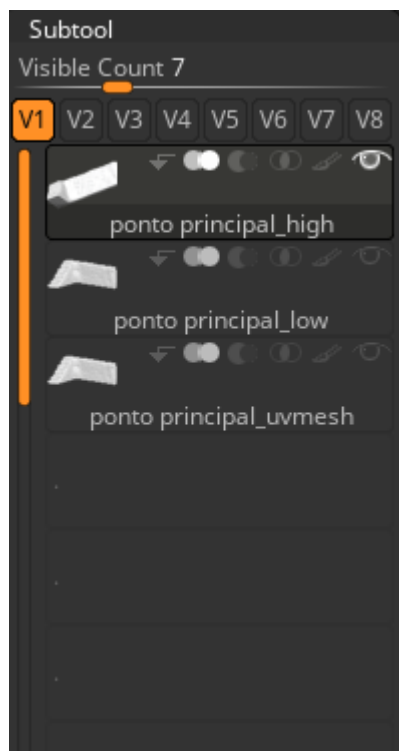 Subtool
Visible Count 7
V1 V2 V3 V4 V5 V6 V7 V8
ponto principal_high
ponto principal_low
ponto principal_uvmesh